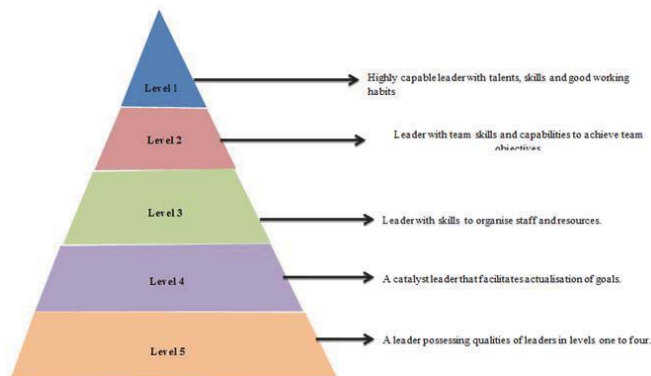 Level 1
Highly capable leader with talents, skills and good working
habits
Level 2
Leader with team skills and capabilities to achieve team
objectives
Level 3
Leader with skills to organise staff and resources.
Level 4
A catalyst leader that facilitates actualisation of goals.
Level 5
A leader possessing qualities of leaders in levels one to four.